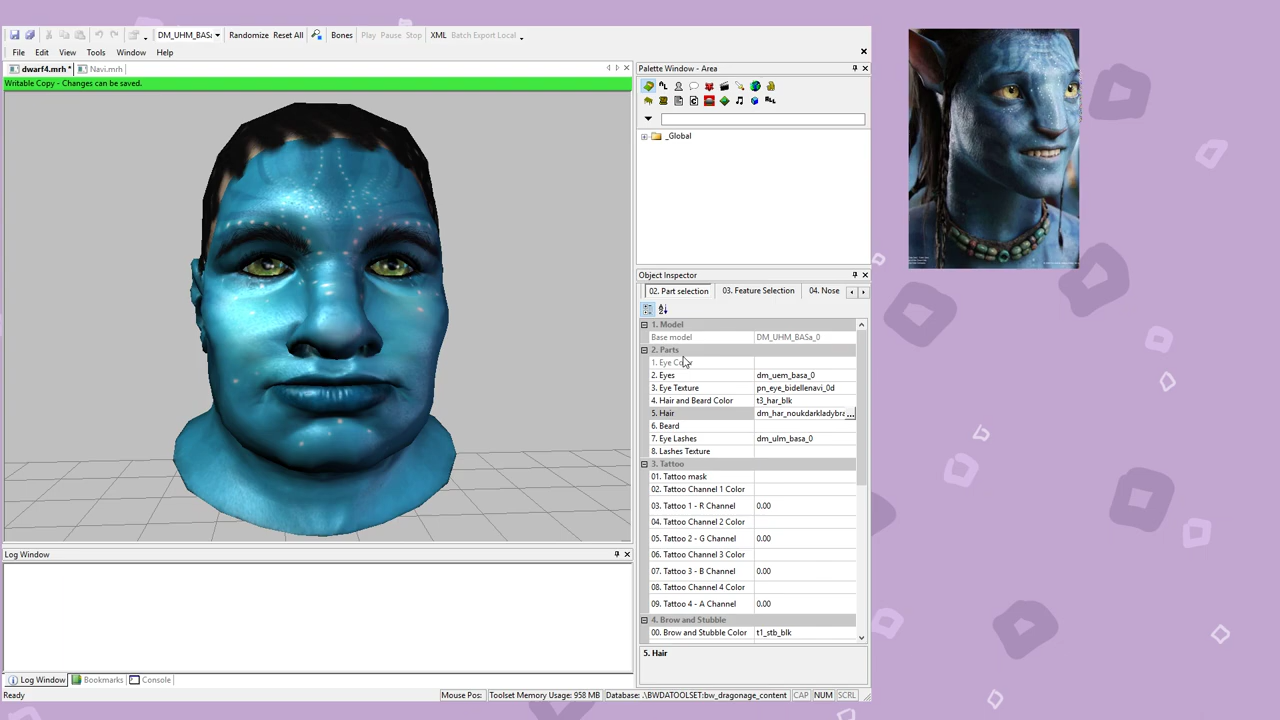 DM_UHM_BASa Randomize Reset All Bones Play Pause Stop XML Batch Export Local
File Edit View Tools Window Help
dwarf4.mrh * Navi.mrh
Writable Copy - Changes can be saved.
Palette Window - Area
_Global
Object Inspector
02. Part selection 03. Feature Selection 04. Nose
1. Model
Base model DM_UHM_BASa_0
2. Parts
1. Eye Co
2. Eyes dm_uem_basa_0
3. Eye Texture pn_eye_bidellenavi_0d
4. Hair and Beard Color t3_har_blk
5. Hair dm_har_noukdarkladybra ...
6. Beard
7. Eye Lashes dm_ulm_basa_0
8. Lashes Texture
3. Tattoo
01. Tattoo mask
02. Tattoo Channel 1 Color
03. Tattoo 1 - R Channel 0.00
04. Tattoo Channel 2 Color
05. Tattoo 2 - G Channel 0.00
06. Tattoo Channel 3 Color
07. Tattoo 3 - B Channel 0.00
08. Tattoo Channel 4 Color
09. Tattoo 4 - A Channel 0.00
4. Brow and Stubble
00. Brow and Stubble Color t1_stb_blk
5. Hair
Log Window
Log Window Bookmarks Console
Ready Mouse Pos: Toolset Memory Usage: 958 MB Database: .\BWDATOOLSET:bw_dragonage_content CAP NUM SCRL